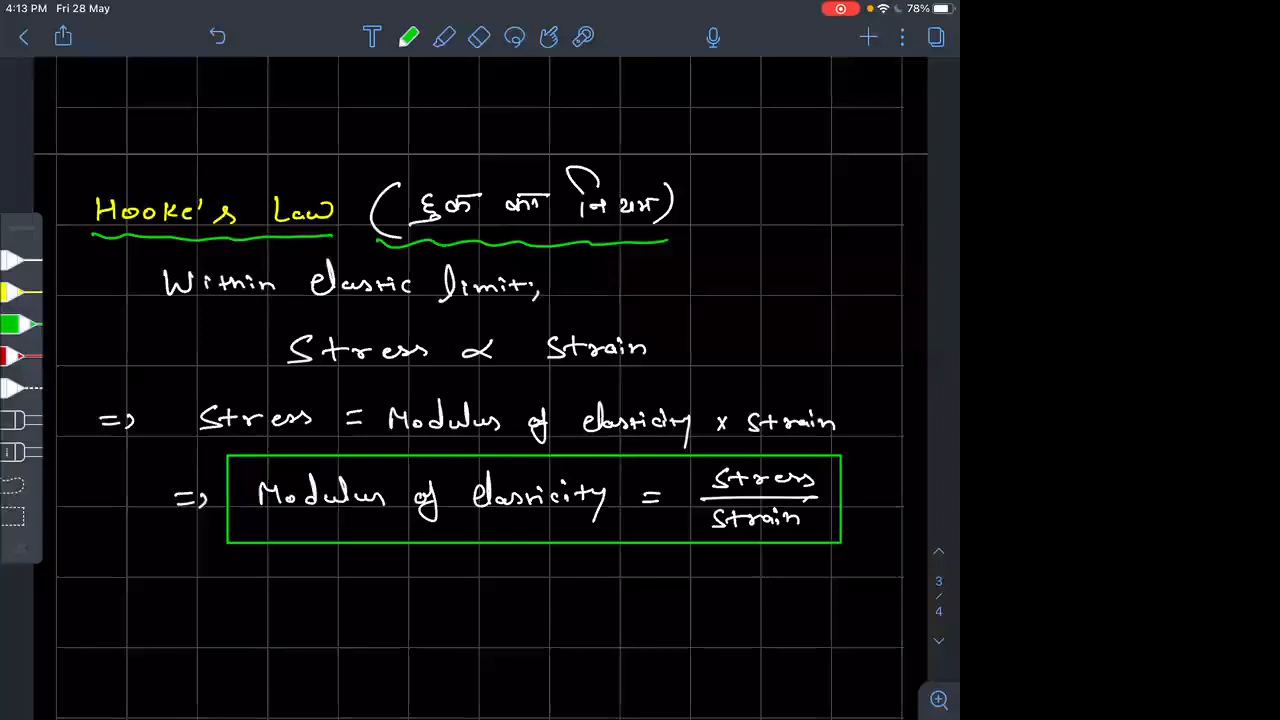 4:13 PM Fri 28 May
78%
T
Hooke's Law (हुक का नियम)
Within elastic limit,
Stress ∝ strain
=> Stress = Modulus of elasticity × strain
=> Modulus of elasticity = stress
strain
3
/
4